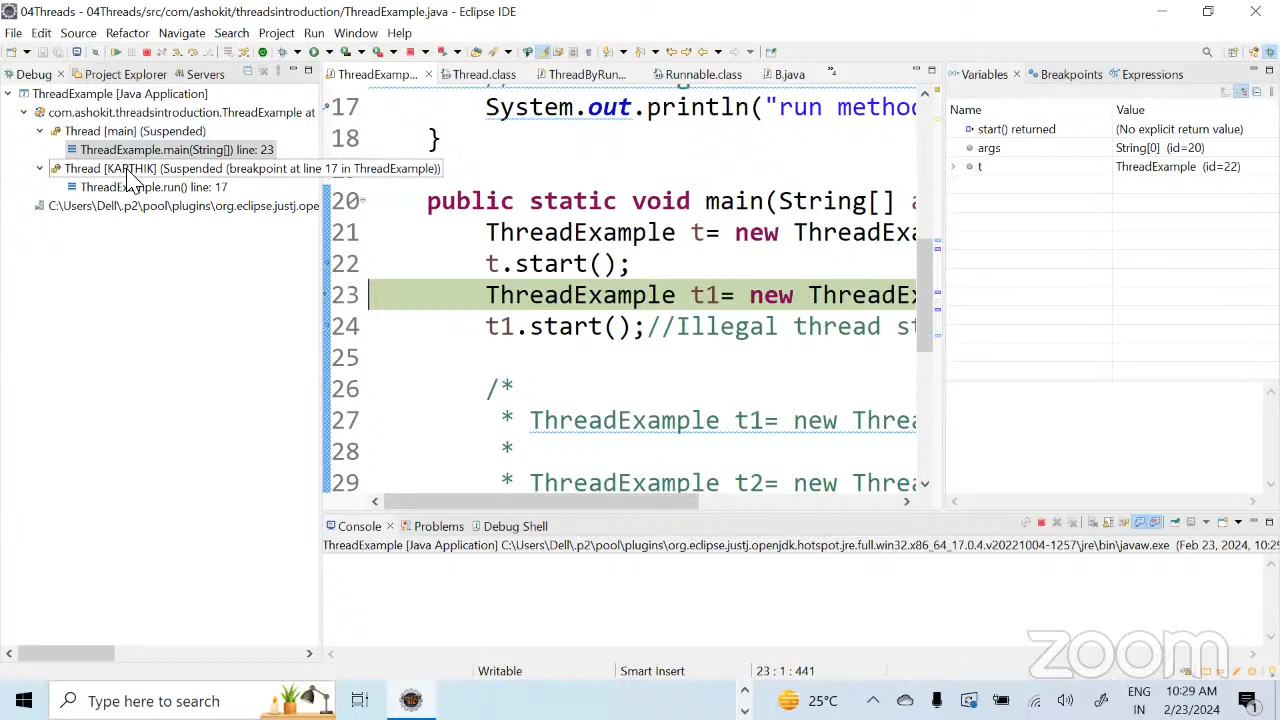 04Threads - 04Threads/src/com/ashokit/threadsintroduction/ThreadExample.java - Eclipse IDE
File Edit Source Refactor Navigate Search Project Run Window Help
Debug Project Explorer Servers
ThreadExamp... Thread.class ThreadByRun... Runnable.class B.java
Variables Breakpoints Expressions
ThreadExample [Java Application]
com.ashokit.threadsintroduction.ThreadExample at
Thread [main] (Suspended)
ThreadExample.main(String[]) line: 23
Thread [KARTHIK] (Suspended (breakpoint at line 17 in ThreadExample))
ThreadExample.run() line: 17
C:\Users\Dell\.p2\pool\plugins\org.eclipse.justj.ope
17 System.out.println("run method
18 }
20 public static void main(String[]
21 ThreadExample t= new ThreadExa
22 t.start();
23 ThreadExample t1= new ThreadE
24 t1.start();//Illegal thread st
25
26 /*
27 * ThreadExample t1= new Threa
28 *
29 * ThreadExample t2= new Threa
Name Value
start() returned (No explicit return value)
args String[0] (id=20)
t ThreadExample (id=22)
Console Problems Debug Shell
ThreadExample [Java Application] C:\Users\Dell\.p2\pool\plugins\org.eclipse.justj.openjdk.hotspot.jre.full.win32.x86_64_17.0.4.v20221004-1257\jre\bin\javaw.exe (Feb 23, 2024, 10:29
zoom
Writable Smart Insert 23 : 1 : 441
Type here to search
25°C
ENG
IN
10:29 AM
2/23/2024
1